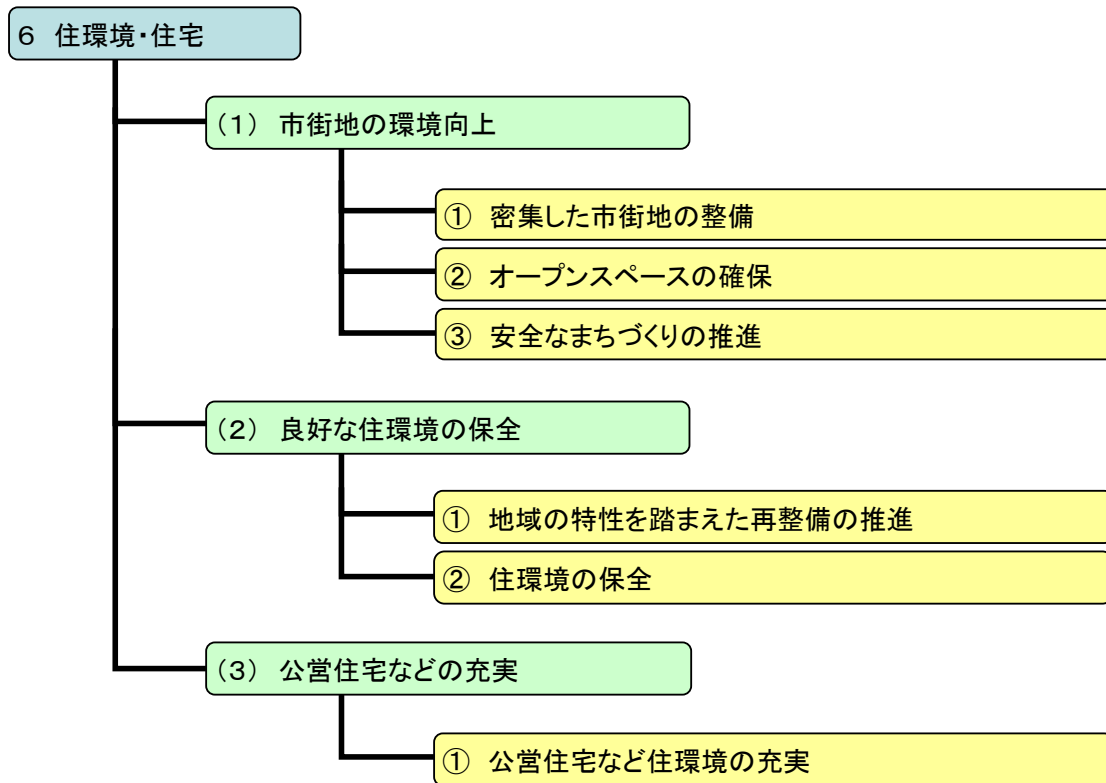 6 住環境・住宅
(1) 市街地の環境向上
① 密集した市街地の整備
② オープンスペースの確保
③ 安全なまちづくりの推進
(2) 良好な住環境の保全
① 地域の特性を踏まえた再整備の推進
② 住環境の保全
(3) 公営住宅などの充実
① 公営住宅など住環境の充実